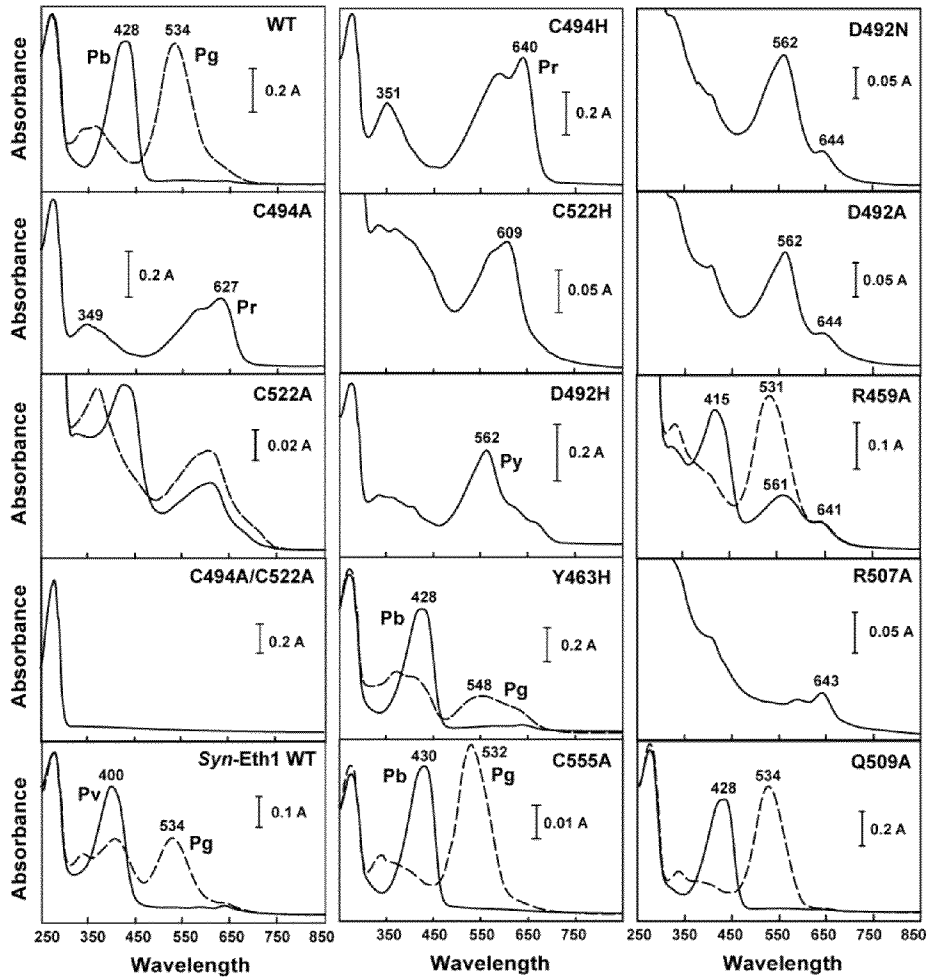 WT
428
534
Pb
Pg
0.2 A
Absorbance
C494H
640
Pr
351
0.2 A
D492N
562
0.05 A
644
C494A
0.2 A
627
349
Pr
Absorbance
C522H
609
0.05 A
D492A
562
0.05 A
644
C522A
0.02 A
Absorbance
D492H
562
Py
0.2 A
R459A
531
415
0.1 A
561
641
C494A/C522A
0.2 A
Absorbance
Y463H
428
Pb
0.2 A
548
Pg
R507A
0.05 A
643
Syn-Eth1 WT
400
Pv
0.1 A
534
Pg
Absorbance
C555A
532
430
Pb
Pg
0.01 A
Q509A
534
428
0.2 A
250 350 450 550 650 750 850
350 450 550 650 750
350 450 550 650 750 850
Wavelength
Wavelength
Wavelength